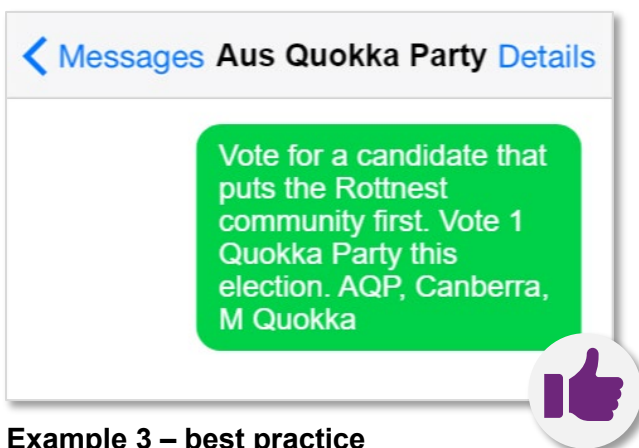 Messages Aus Quokka Party Details
Vote for a candidate that
puts the Rottnest
community first. Vote 1
Quokka Party this
election. AQP, Canberra,
M Quokka
Example 3 – best practice